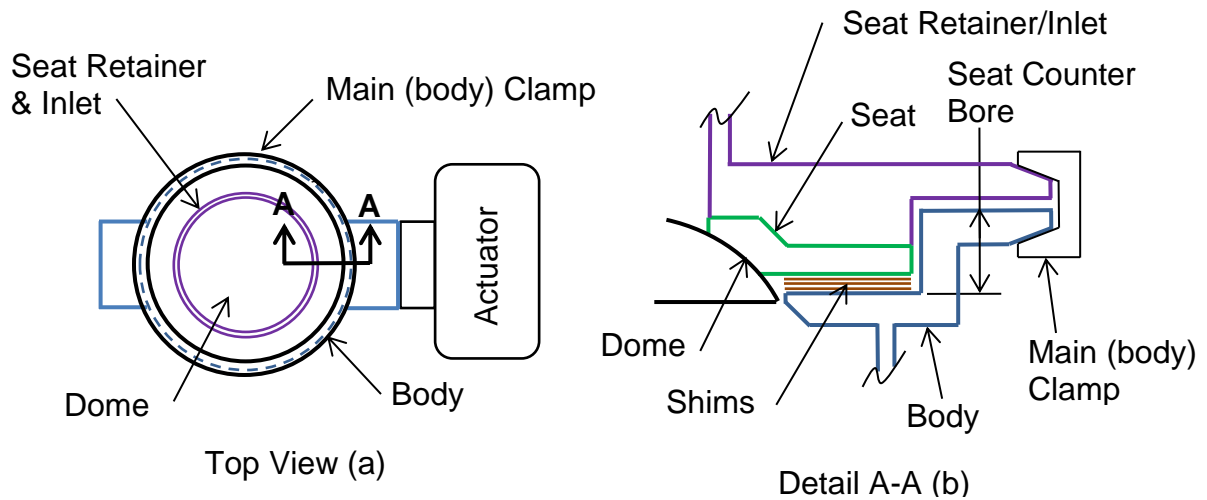 Seat Retainer
& Inlet
Main (body) Clamp
A
A
Actuator
Dome
Body
Top View (a)
Seat Retainer/Inlet
Seat Counter
Bore
Seat
Dome
Shims
Body
Main (body)
Clamp
Detail A-A (b)